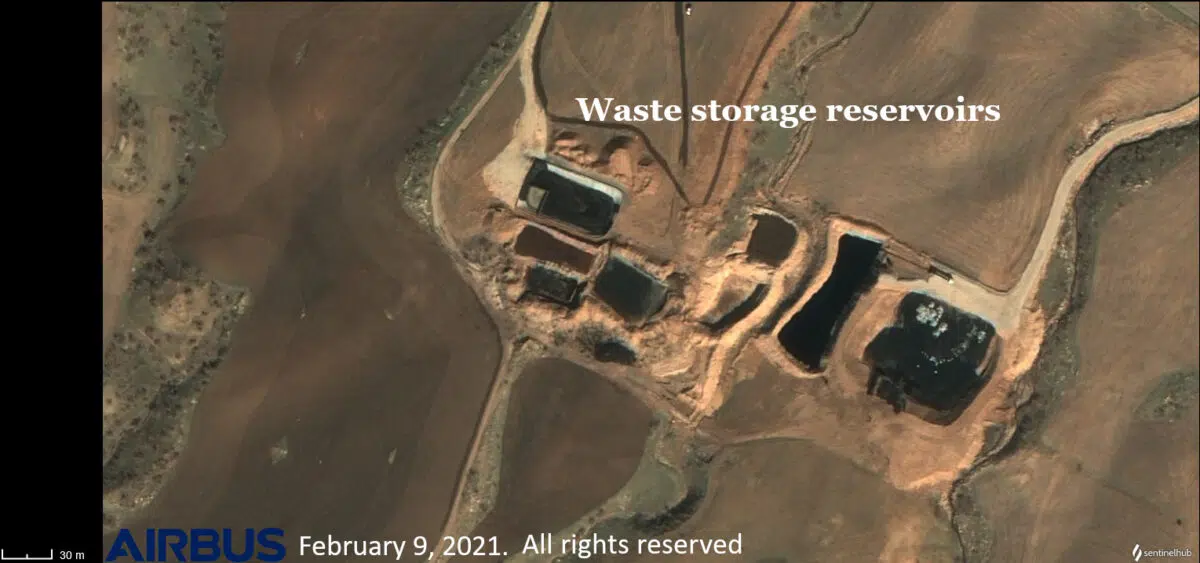 Waste storage reservoirs
AIRBUS February 9, 2021. All rights reserved
30 m
sentinelhub